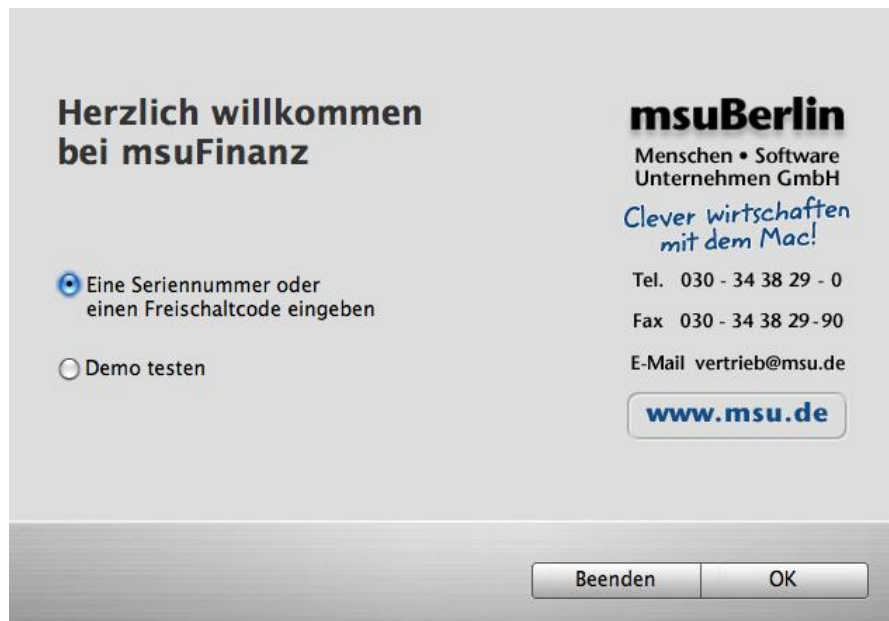 Herzlich willkommen
bei msuFinanz
Eine Seriennummer oder
einen Freischaltcode eingeben
Demo testen
msuBerlin
Menschen • Software
Unternehmen GmbH
Clever wirtschaften
mit dem Mac!
Tel. 030 - 34 38 29 - 0
Fax 030 - 34 38 29-90
E-Mail vertrieb@msu.de
www.msu.de
Beenden
OK